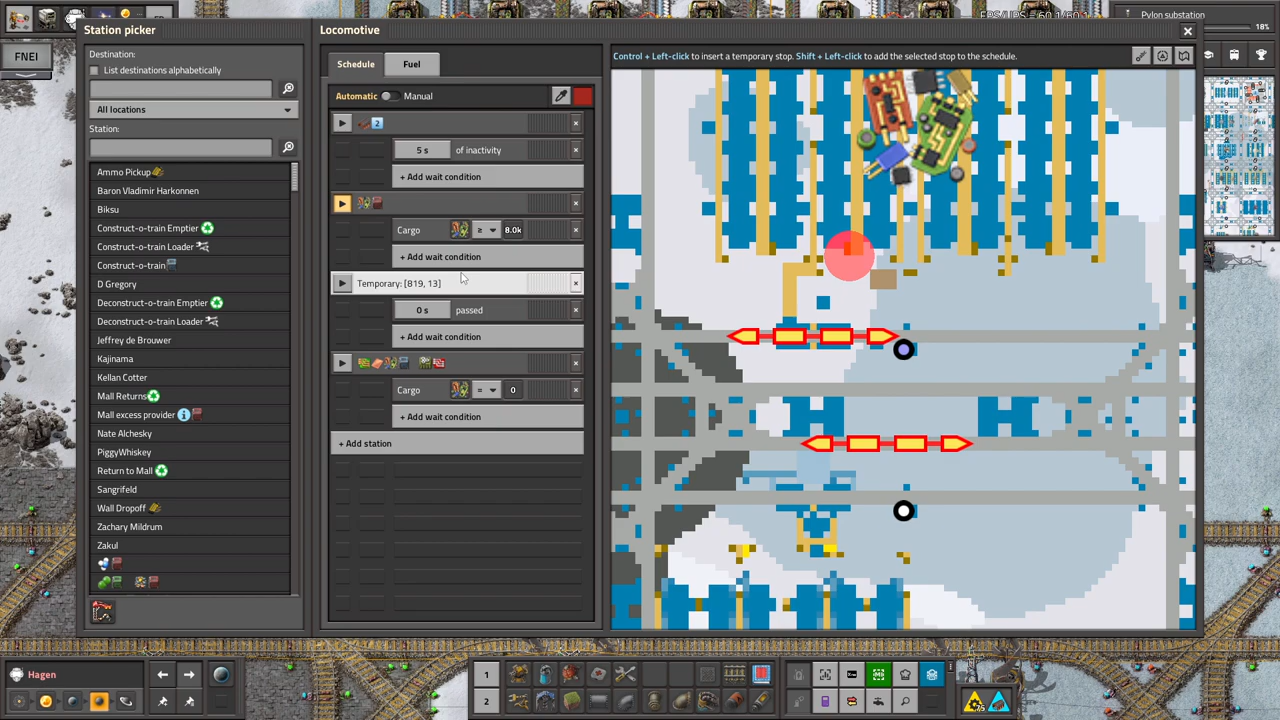 Station picker
Destination:
List destinations alphabetically
All locations
Station:
Ammo Pickup
Baron Vladimir Harkonnen
Biksu
Construct-o-train Emptier
Construct-o-train Loader
Construct-o-train
D Gregory
Deconstruct-o-train Emptier
Deconstruct-o-train Loader
Jeffrey de Brouwer
Kajinama
Kellan Cotter
Mall Returns
Mall excess provider
Nate Alchesky
PiggyWhiskey
Return to Mall
Sangrifeld
Wall Dropoff
Zachary Mildrum
Zakul
FNEI
Locomotive
Schedule
Fuel
Automatic
Manual
2
5 s of inactivity
+ Add wait condition
Cargo ≥
+ Add wait condition
Temporary: [819, 13]
0 s passed
+ Add wait condition
Cargo = 0
+ Add wait condition
+ Add station
Control + Left-click to insert a temporary stop. Shift + Left-click to add the selected stop to the schedule.
Pylon substation
18%
Hagen
1
2